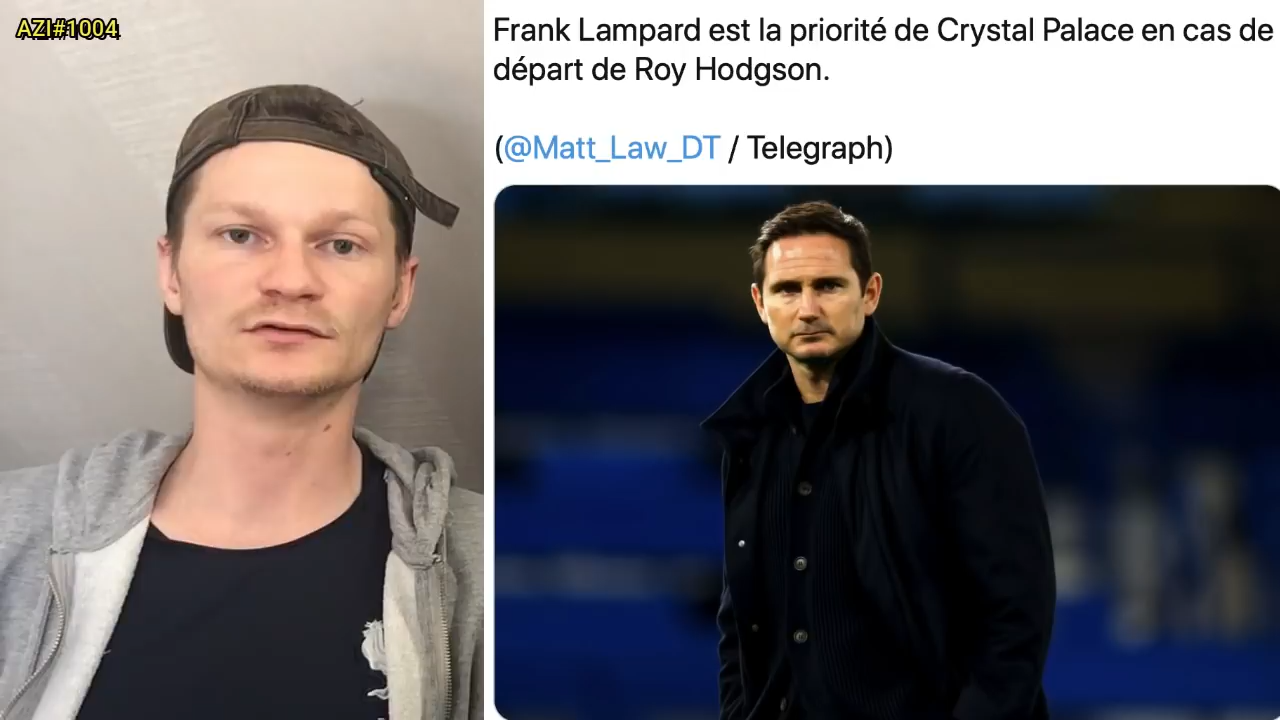 AZI#1004
Frank Lampard est la priorité de Crystal Palace en cas de
départ de Roy Hodgson.
(@Matt_Law_DT / Telegraph)